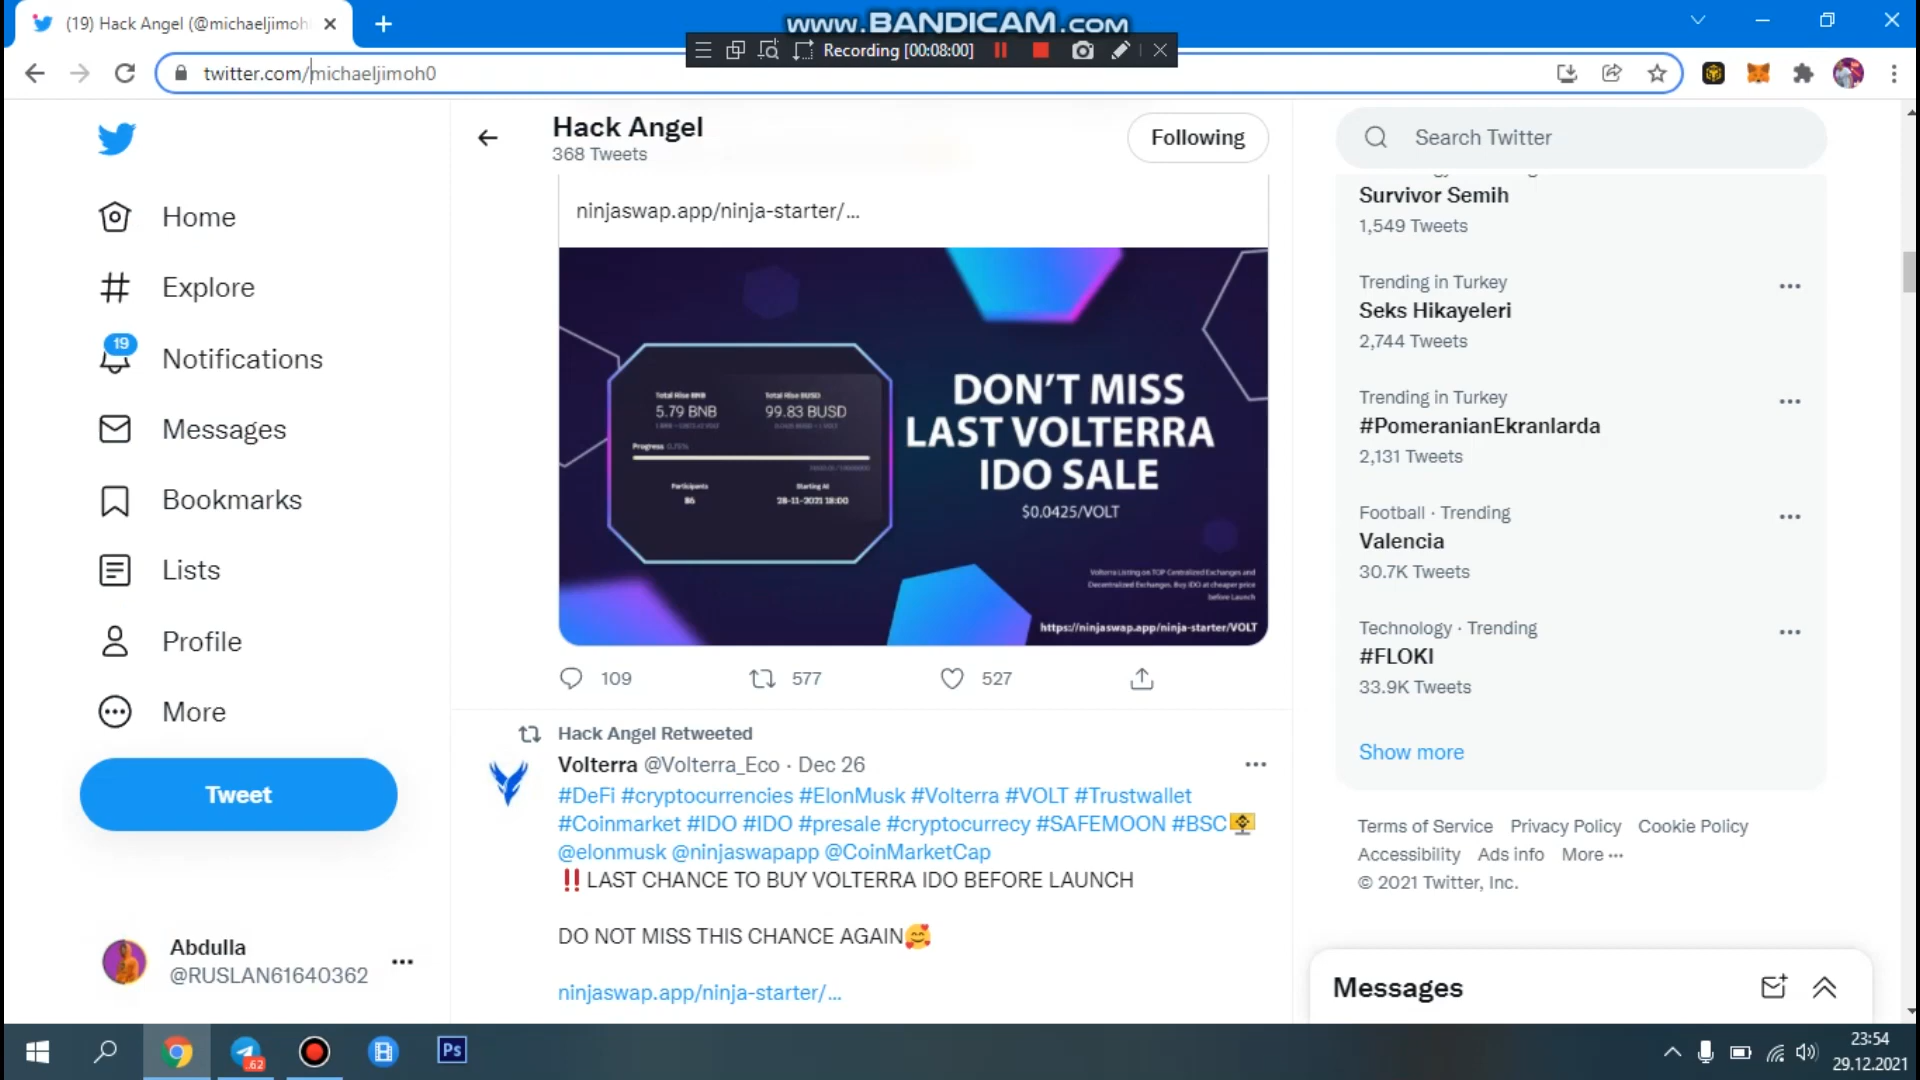 www.BANDICAM.com
(19) Hack Angel (@michaeljimoh
Recording [00:08:00]
twitter.com/michaeljimoh0
Hack Angel
368 Tweets
Following
Search Twitter
Home
Explore
19
Notifications
Messages
Bookmarks
Lists
Profile
More
Tweet
Abdulla
@RUSLAN61640362
ninjaswap.app/ninja-starter/...
Total Rise BNB
Total Rise BUSD
5.79 BNB
99.83 BUSD
Progress 0.75%
Participants
Starting At
86
28-11-2021 18:00
DON'T MISS
LAST VOLTERRA
IDO SALE
$0.0425/VOLT
Volterra Listing on TOP Centralized Exchanges and
Decentralized Exchanges. Buy IDO at cheaper price
before Launch
https://ninjaswap.app/ninja-starter/VOLT
109
577
527
Hack Angel Retweeted
Volterra @Volterra_Eco · Dec 26
#DeFi #cryptocurrencies #ElonMusk #Volterra #VOLT #Trustwallet
#Coinmarket #IDO #IDO #presale #cryptocurrecy #SAFEMOON #BSC
@elonmusk @ninjaswapapp @CoinMarketCap
‼️LAST CHANCE TO BUY VOLTERRA IDO BEFORE LAUNCH
DO NOT MISS THIS CHANCE AGAIN🥰
ninjaswap.app/ninja-starter/...
Survivor Semih
1,549 Tweets
Trending in Turkey
Seks Hikayeleri
2,744 Tweets
Trending in Turkey
#PomeranianEkranlarda
2,131 Tweets
Football · Trending
Valencia
30.7K Tweets
Technology · Trending
#FLOKI
33.9K Tweets
Show more
Terms of Service Privacy Policy Cookie Policy
Accessibility Ads info More ···
© 2021 Twitter, Inc.
Messages
62
Ps
23:54
29.12.2021